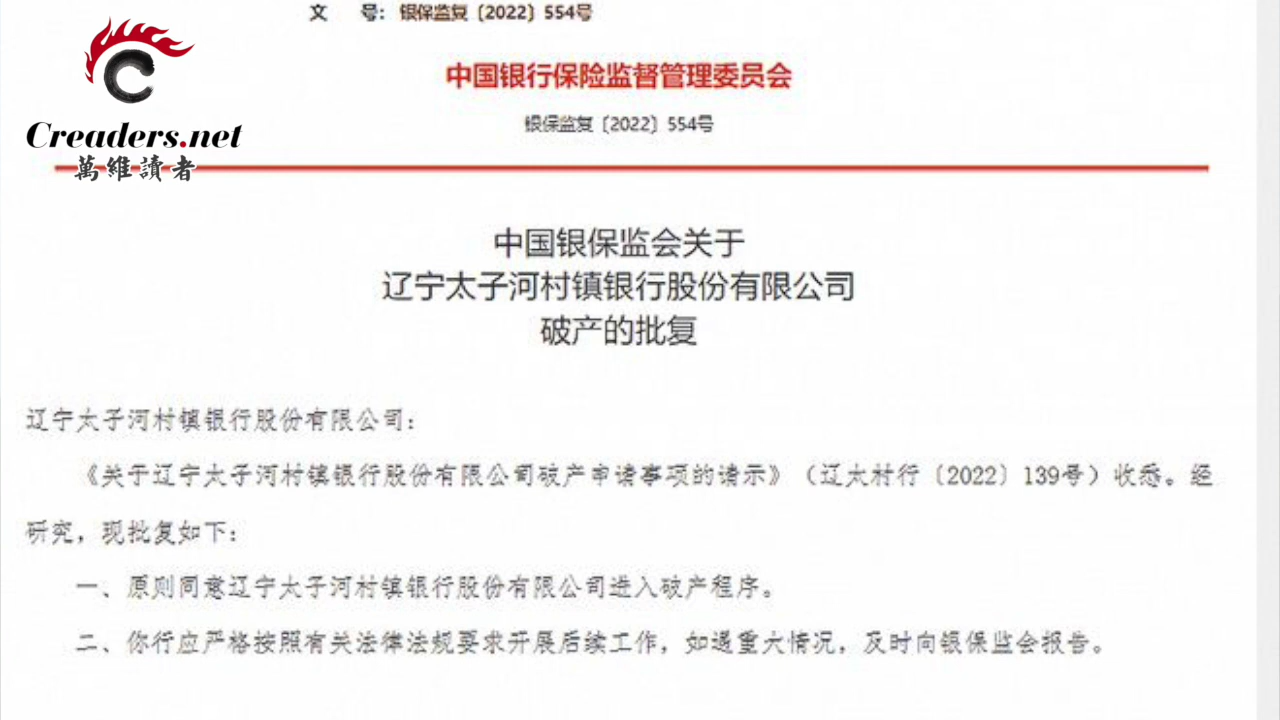 文 号: 银保监复〔2022〕554号
中国银行保险监督管理委员会
银保监复〔2022〕554号
Creaders.net
萬維讀者
中国银保监会关于
辽宁太子河村镇银行股份有限公司
破产的批复
辽宁太子河村镇银行股份有限公司:
《关于辽宁太子河村镇银行股份有限公司破产申请事项的请示》（辽太村行〔2022〕139号）收悉。经
研究，现批复如下:
一、原则同意辽宁太子河村镇银行股份有限公司进入破产程序。
二、你行应严格按照有关法律法规要求开展后续工作，如遇重大情况，及时向银保监会报告。